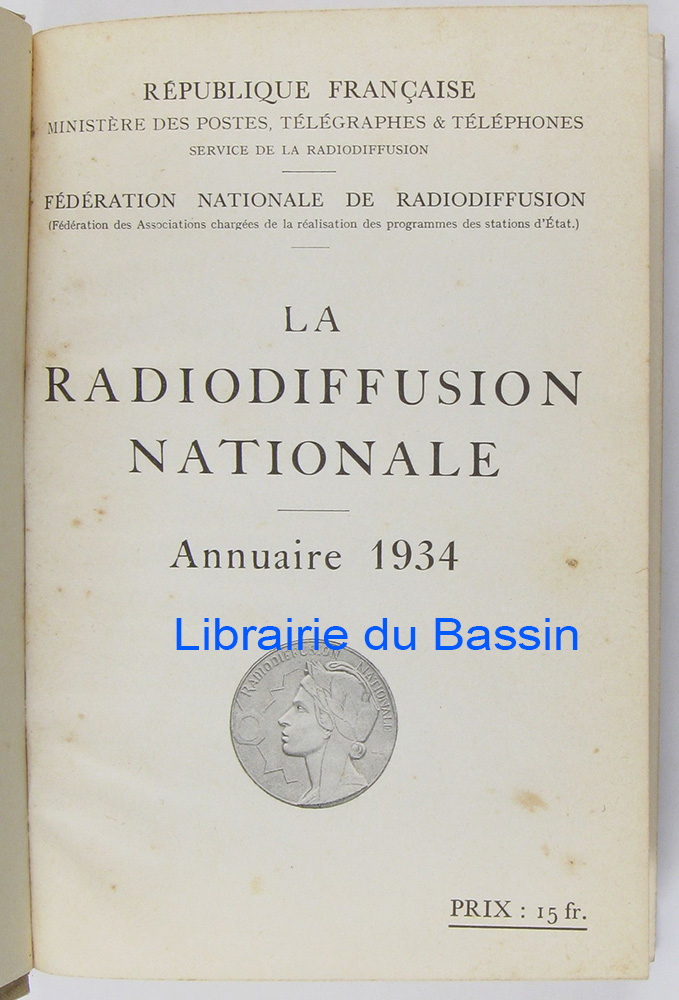 RÉPUBLIQUE FRANÇAISE
MINISTÈRE DES POSTES, TÉLÉGRAPHES & TÉLÉPHONES
SERVICE DE LA RADIODIFFUSION
FÉDÉRATION NATIONALE DE RADIODIFFUSION
(Fédération des Associations chargées de la réalisation des programmes des stations d'État.)
LA
RADIODIFFUSION
NATIONALE
Annuaire 1934
Librairie du Bassin
RADIODIFFUSION NATIONALE
PRIX : 15 fr.